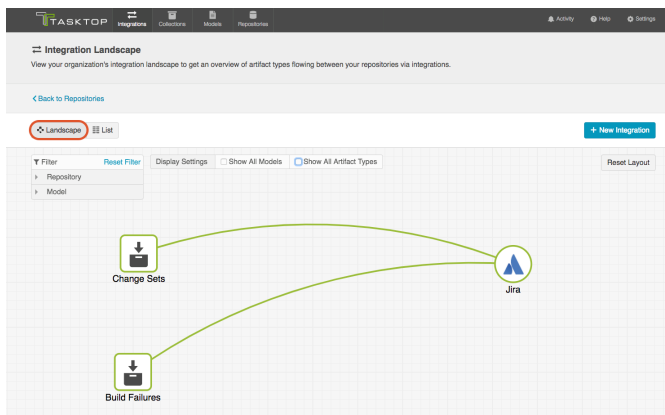 TASKTOP
Integrations Collections Models Repositories
Activity Help Settings
Integration Landscape
View your organization's integration landscape to get an overview of artifact types flowing between your repositories via integrations.
Back to Repositories
Landscape List
+ New Integration
Filter Reset Filter
Display Settings Show All Models Show All Artifact Types
Reset Layout
Repository
Model
Change Sets
Jira
Build Failures